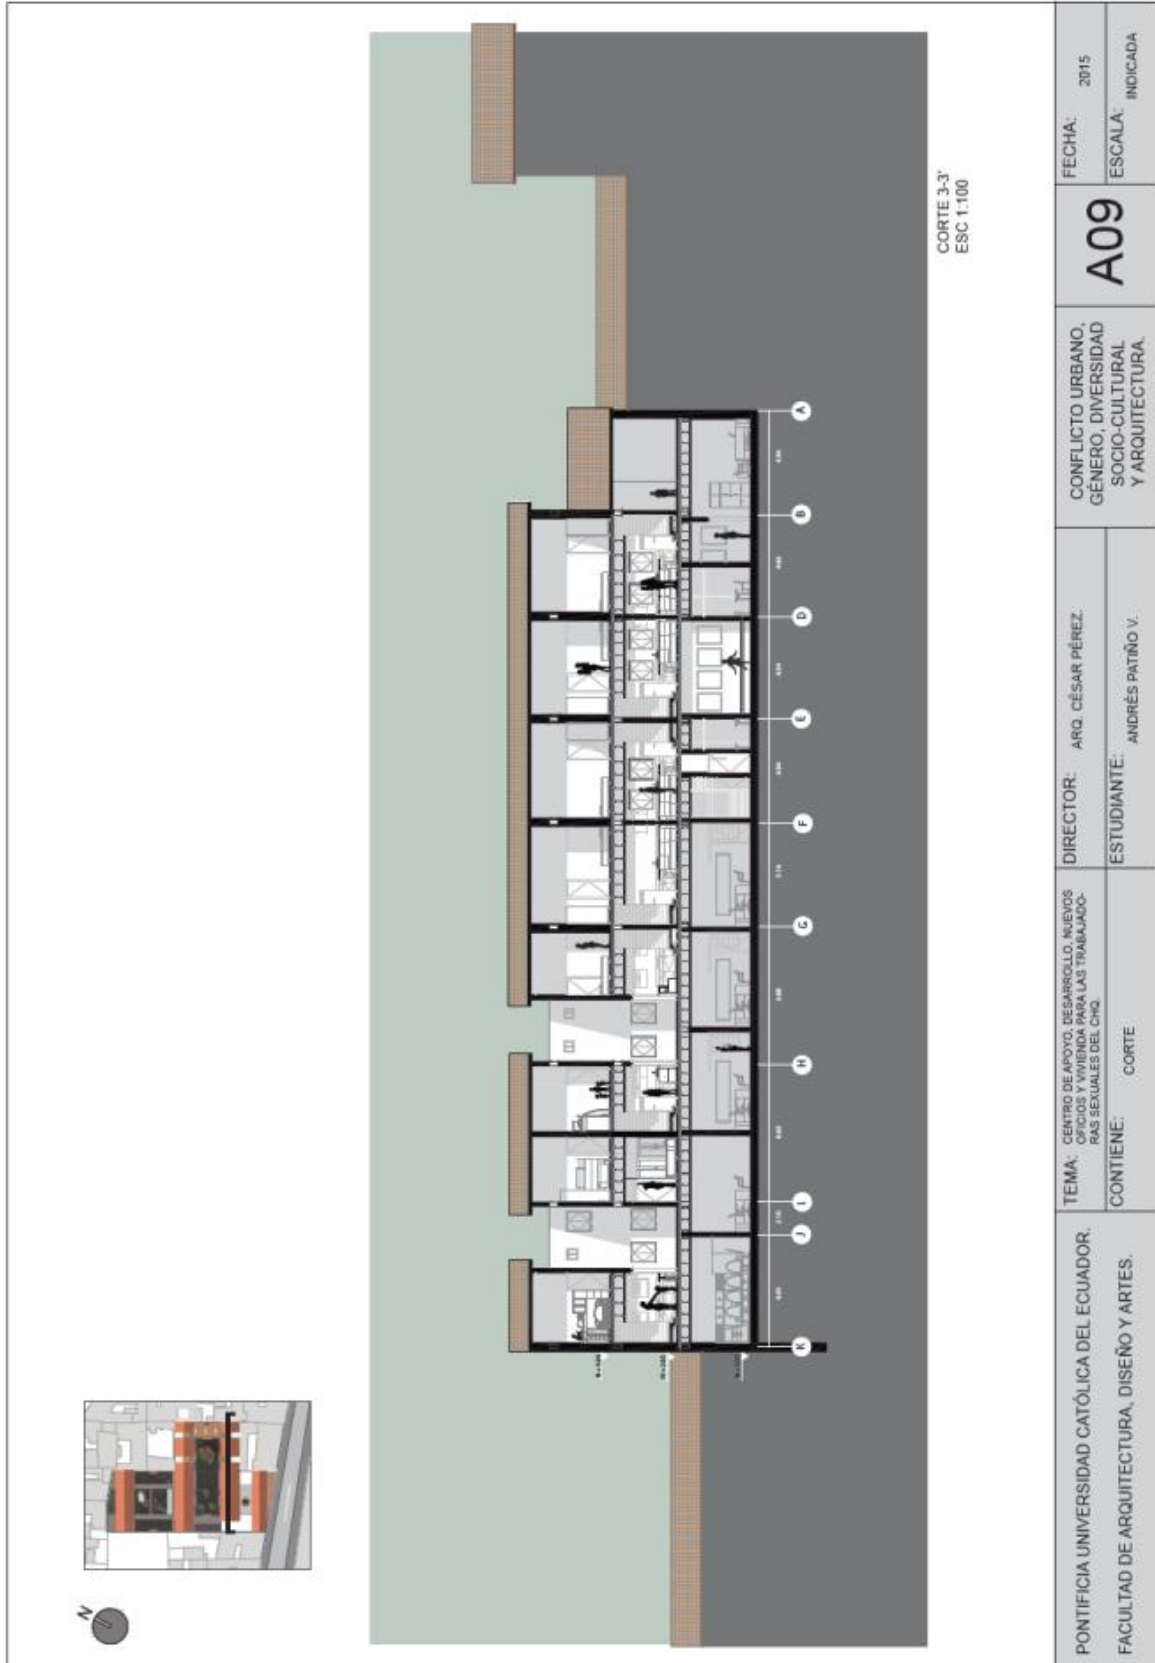 N
CORTE 3-3'
ESC 1:100
K
J
I
H
G
F
E
D
B
A
PONTIFICIA UNIVERSIDAD CATÓLICA DEL ECUADOR.
FACULTAD DE ARQUITECTURA, DISEÑO Y ARTES.
TEMA: CENTRO DE APOYO, DESARROLLO, NUEVOS
OFICIOS Y VIVIENDA PARA LAS TRABAJADO-
RAS SEXUALES DEL CHQ.
CONTIENE: CORTE
DIRECTOR: ARQ. CÉSAR PÉREZ.
ESTUDIANTE: ANDRÉS PATIÑO V.
CONFLICTO URBANO,
GÉNERO, DIVERSIDAD
SOCIO-CULTURAL
Y ARQUITECTURA.
A09
FECHA: 2015
ESCALA: INDICADA